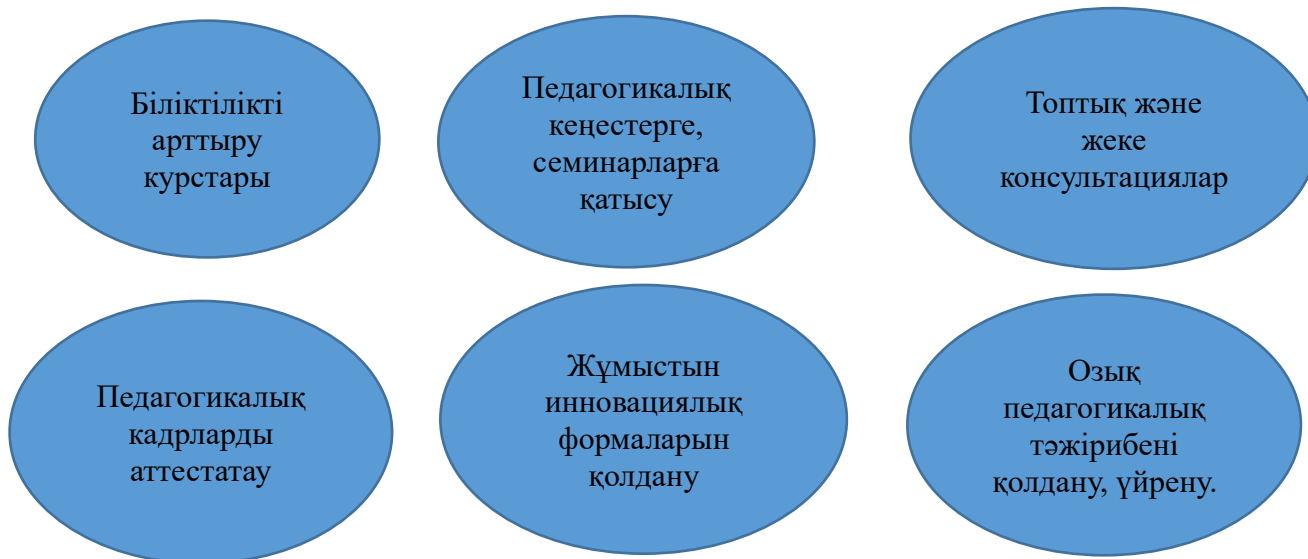 Біліктілікті
арттыру
курстары
Педагогикалық
кеңестерге,
семинарларға
қатысу
Топтық және
жеке
консультациялар
Педагогикалық
кадрларды
аттестатау
Жұмыстын
инновациялық
формаларын
қолдану
Озық
педагогикалық
тәжірибені
қолдану, үйрену.